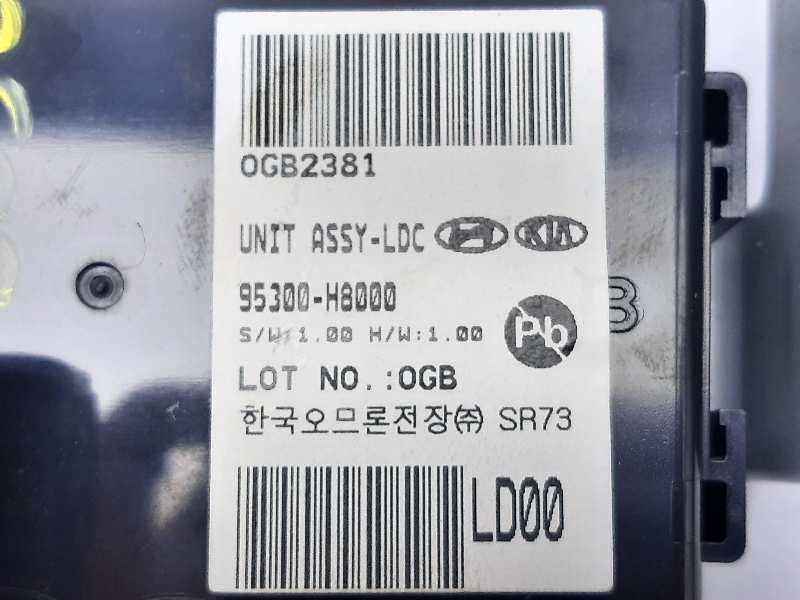 OGB2381
UNIT ASSY-LDC KIA
95300-H8000
S/W:1.00 H/W:1.00
Pb
LOT NO.:OGB
한국오므론전장㈜ SR73
LD00
B